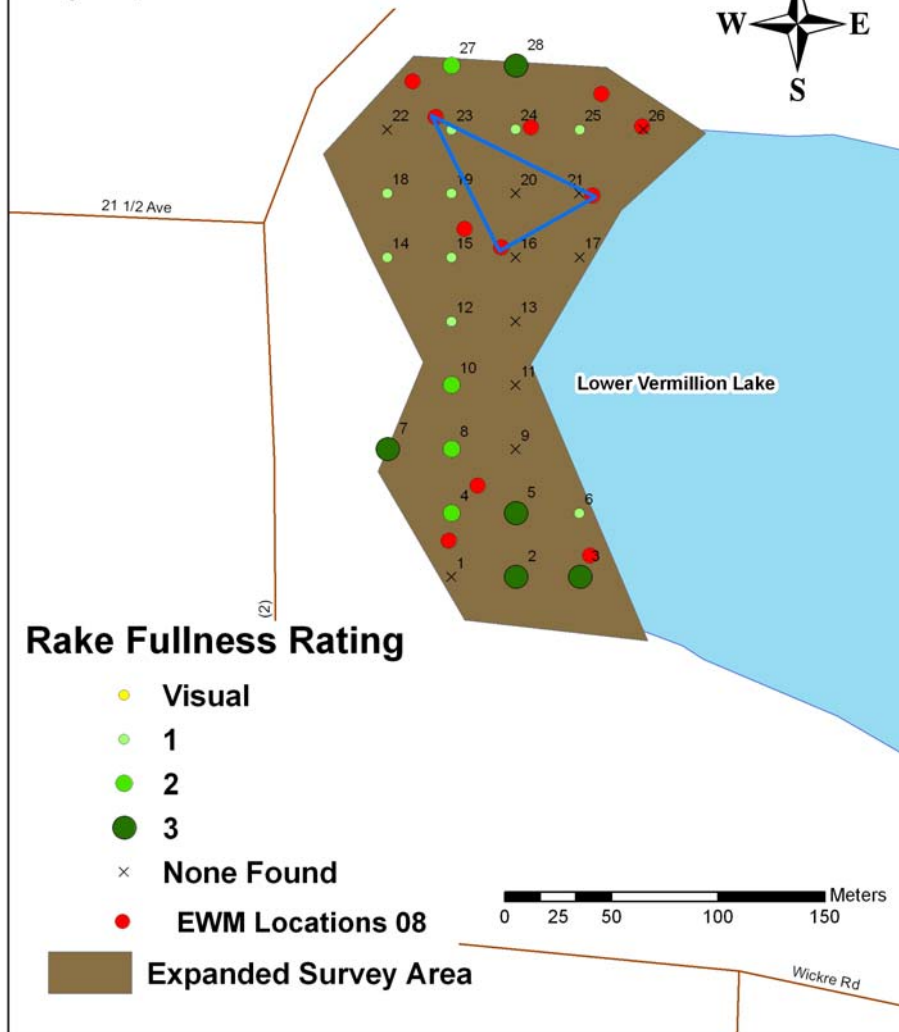 W E
S
27 28
22 23 24 25 26
21 1/2 Ave
18 19 20 21
14 15 16 17
12 13
10 11
Lower Vermillion Lake
7 8 9
4 5 6
1 2 3
(2)
Rake Fullness Rating
Visual
1
2
3
None Found
EWM Locations 08
Expanded Survey Area
Meters
0 25 50 100 150
Wickre Rd